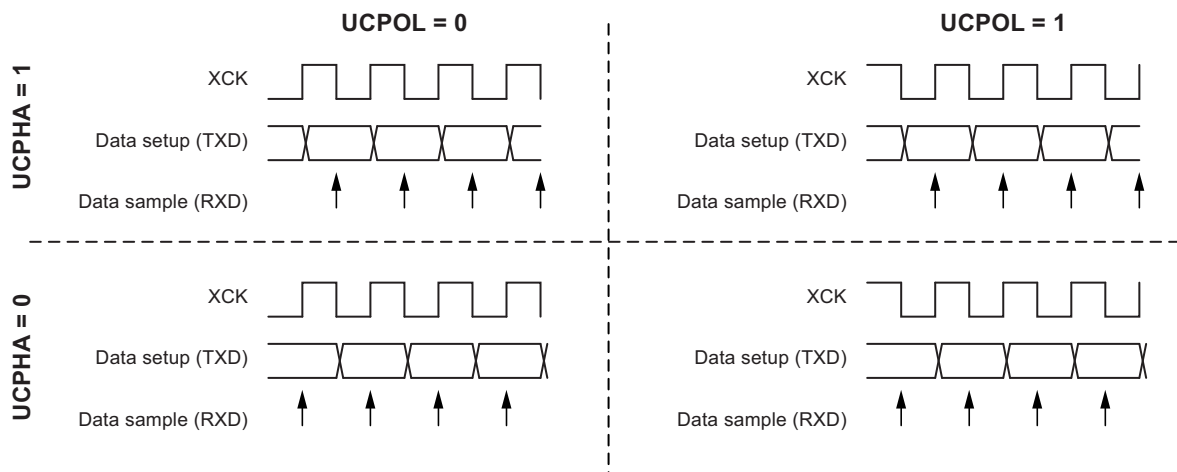 UCPOL = 0
UCPOL = 1
UCPHA = 1
XCK
Data setup (TXD)
Data sample (RXD)
XCK
Data setup (TXD)
Data sample (RXD)
UCPHA = 0
XCK
Data setup (TXD)
Data sample (RXD)
XCK
Data setup (TXD)
Data sample (RXD)